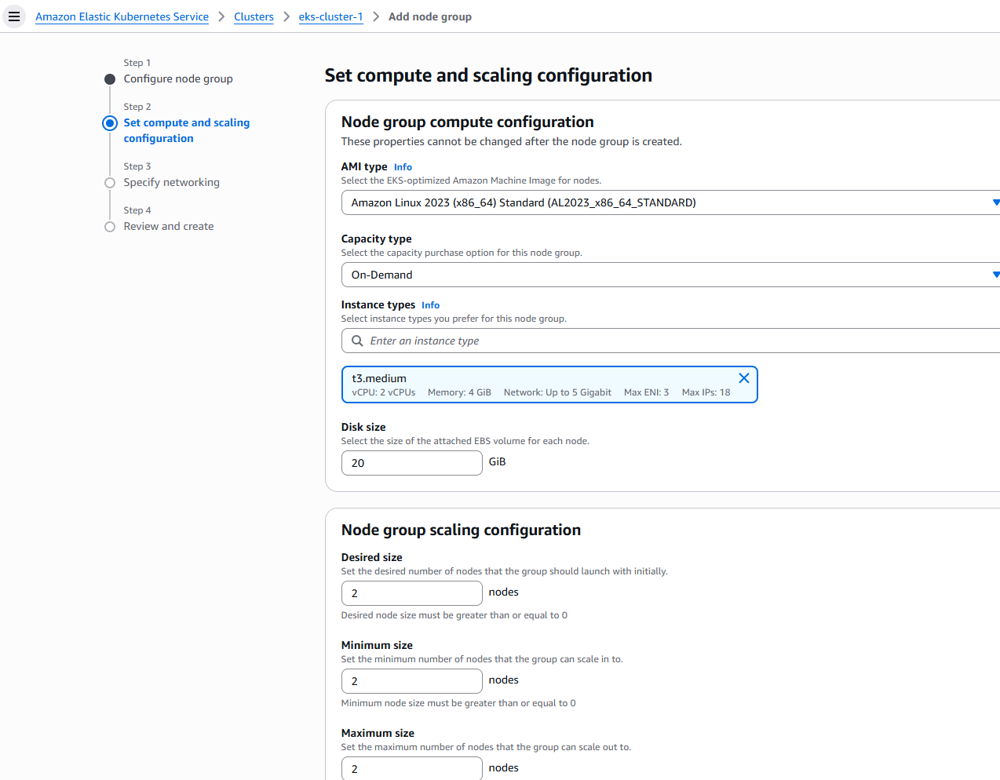 Amazon Elastic Kubernetes Service > Clusters > eks-cluster-1 > Add node group
Step 1
Configure node group
Step 2
Set compute and scaling
configuration
Step 3
Specify networking
Step 4
Review and create
Set compute and scaling configuration
Node group compute configuration
These properties cannot be changed after the node group is created.
AMI type Info
Select the EKS-optimized Amazon Machine Image for nodes.
Amazon Linux 2023 (x86_64) Standard (AL2023_x86_64_STANDARD)
Capacity type
Select the capacity purchase option for this node group.
On-Demand
Instance types Info
Select instance types you prefer for this node group.
Enter an instance type
t3.medium
vCPU: 2 vCPUs Memory: 4 GiB Network: Up to 5 Gigabit Max ENI: 3 Max IPs: 18
Disk size
Select the size of the attached EBS volume for each node.
20 GiB
Node group scaling configuration
Desired size
Set the desired number of nodes that the group should launch with initially.
2 nodes
Desired node size must be greater than or equal to 0
Minimum size
Set the minimum number of nodes that the group can scale in to.
2 nodes
Minimum node size must be greater than or equal to 0
Maximum size
Set the maximum number of nodes that the group can scale out to.
2 nodes